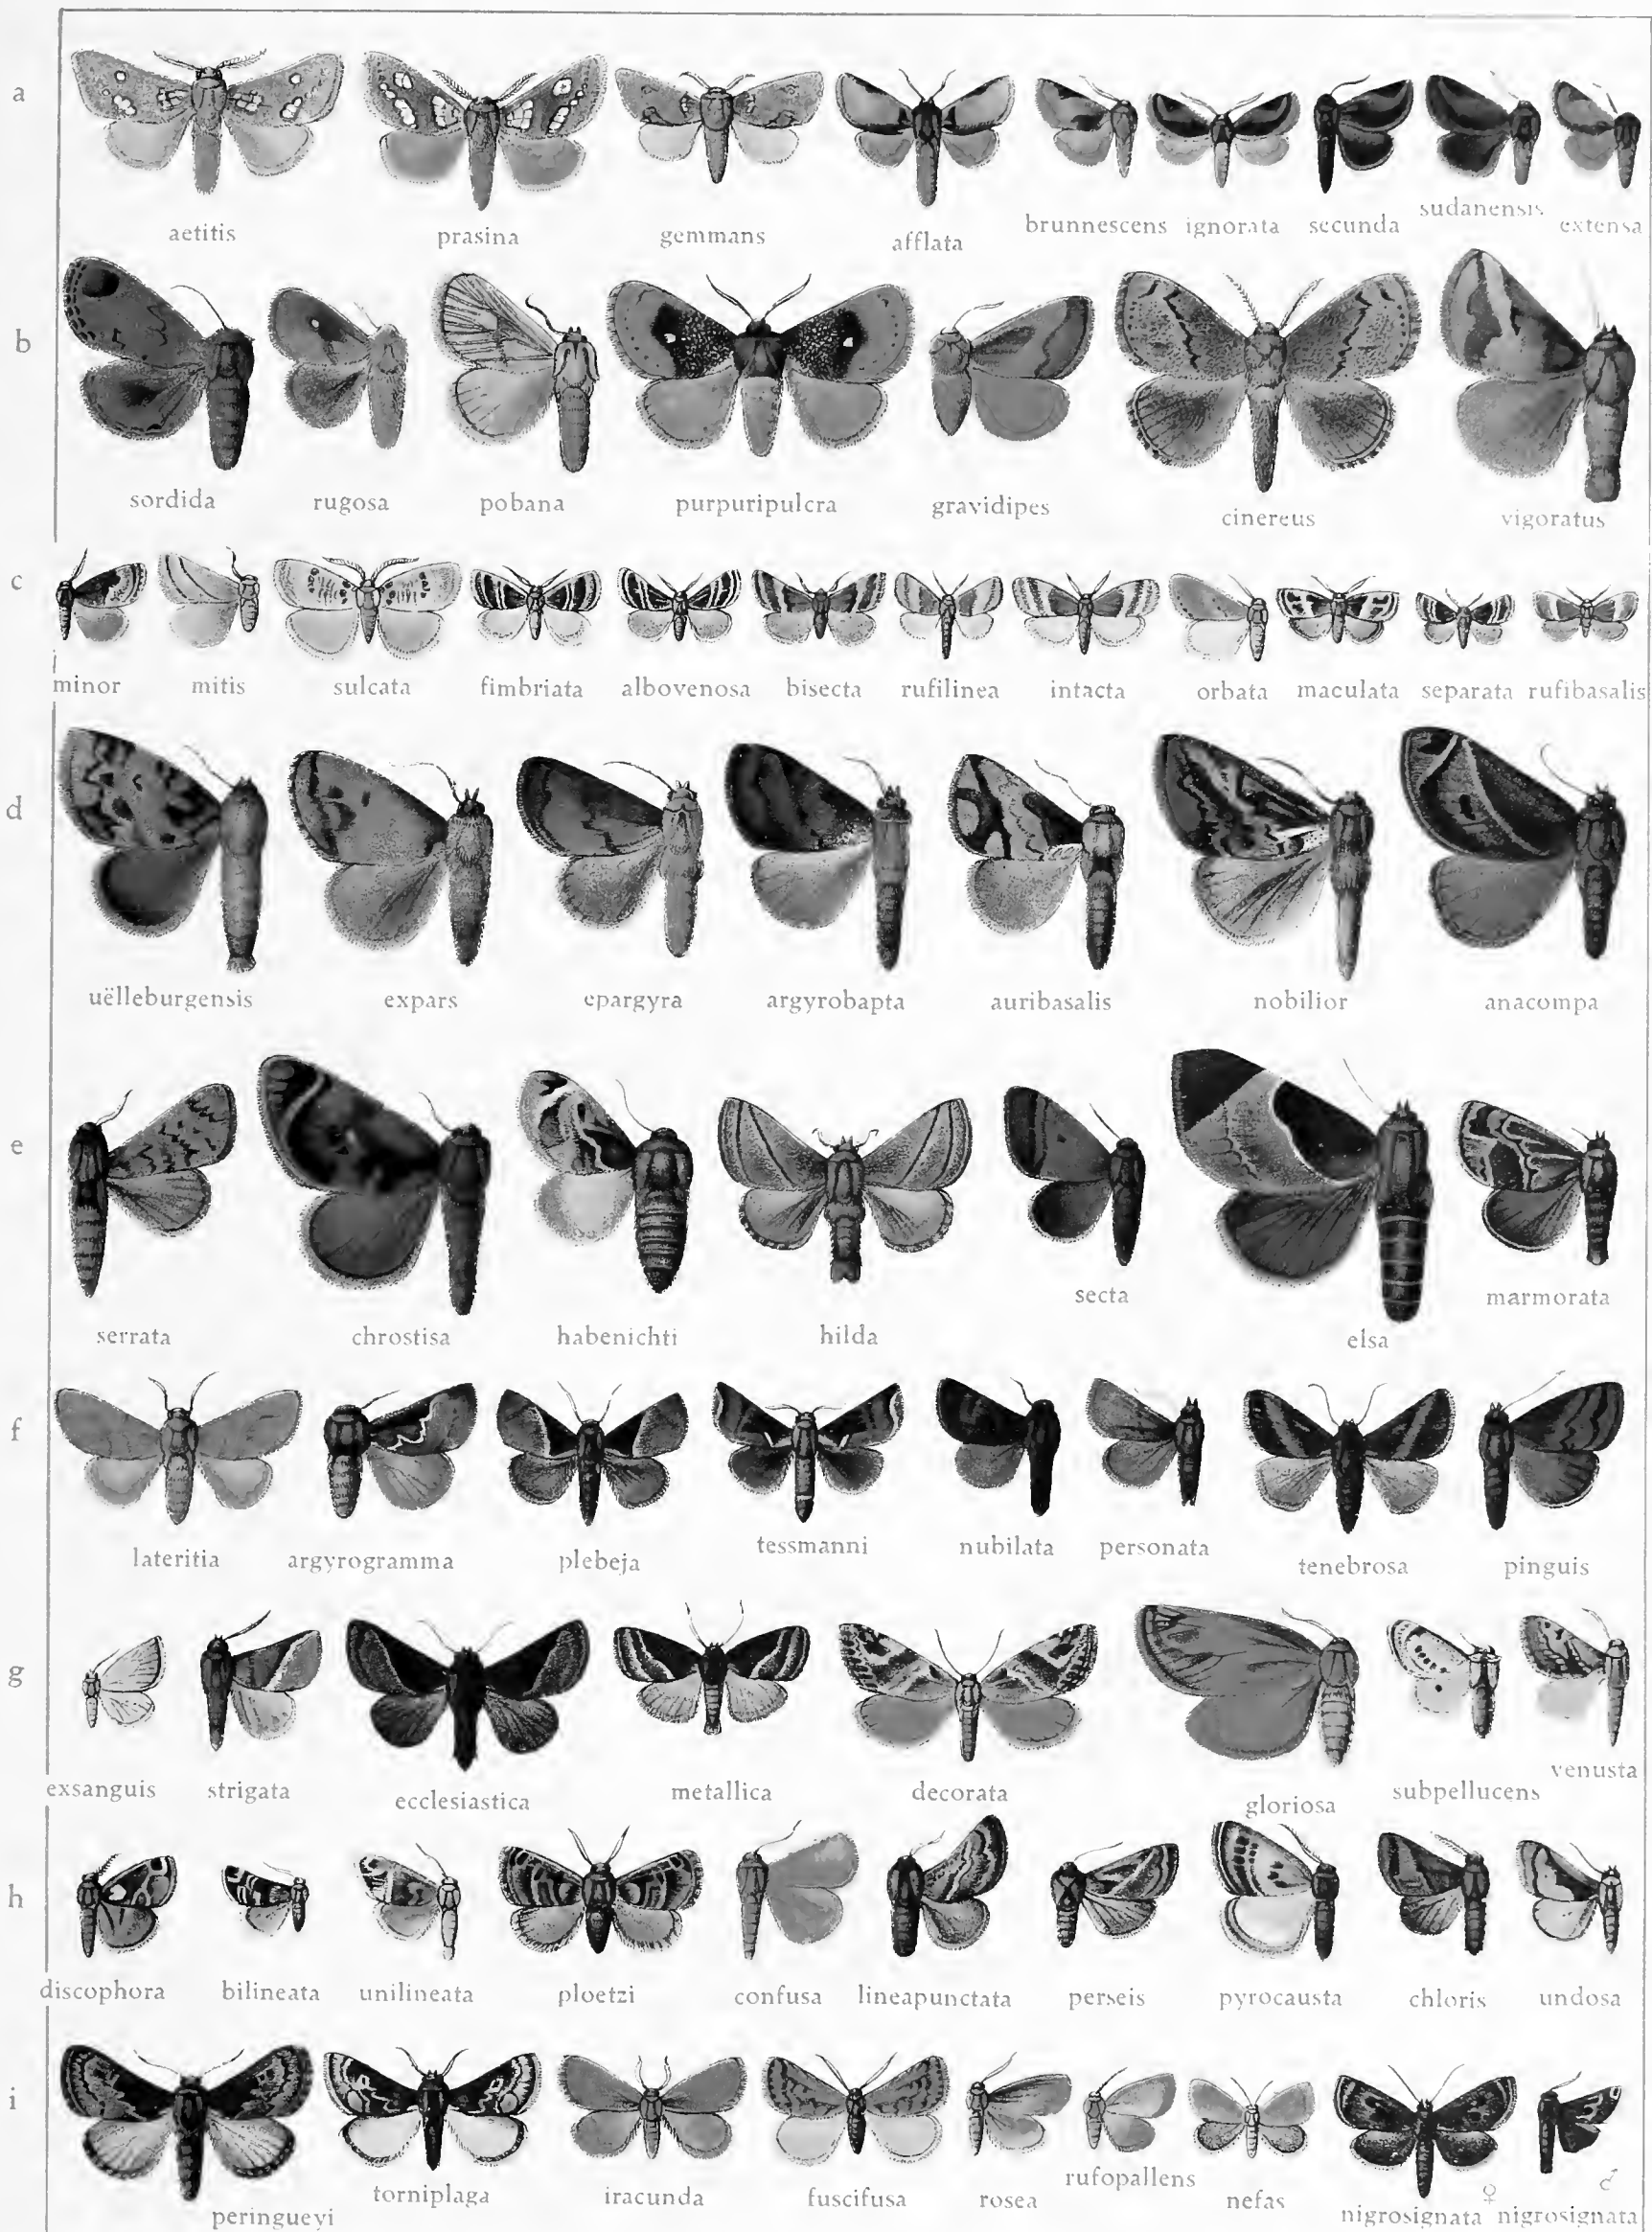 a
aetitis prasina gemmans afflata brunnescens ignorata secunda sudanensis extensa
b
sordida rugosa pobana purpuripulcra gravidipes cinereus vigoratus
c
minor mitis sulcata fimbriata albovenosa bisecta rufilinea intacta orbata maculata separata rufibasalis
d
uëlleburgensis expars epargyra argyrobapta auribasalis nobilior anacompa
e
serrata chrostisa habenichti hilda secta elsa marmorata
f
lateritia argyrogramma plebeja tessmanni nubilata personata tenebrosa pinguis
g
exsanguis strigata ecclesiastica metallica decorata gloriosa subpellucens venusta
h
discophora bilineata unilineata ploetzi confusa lineapunctata perseis pyrocausta chloris undosa
i
peringueyi torniplaga iracunda fuscifusa rosea rufopallens nefas nigrosignata ♀ nigrosignata ♂